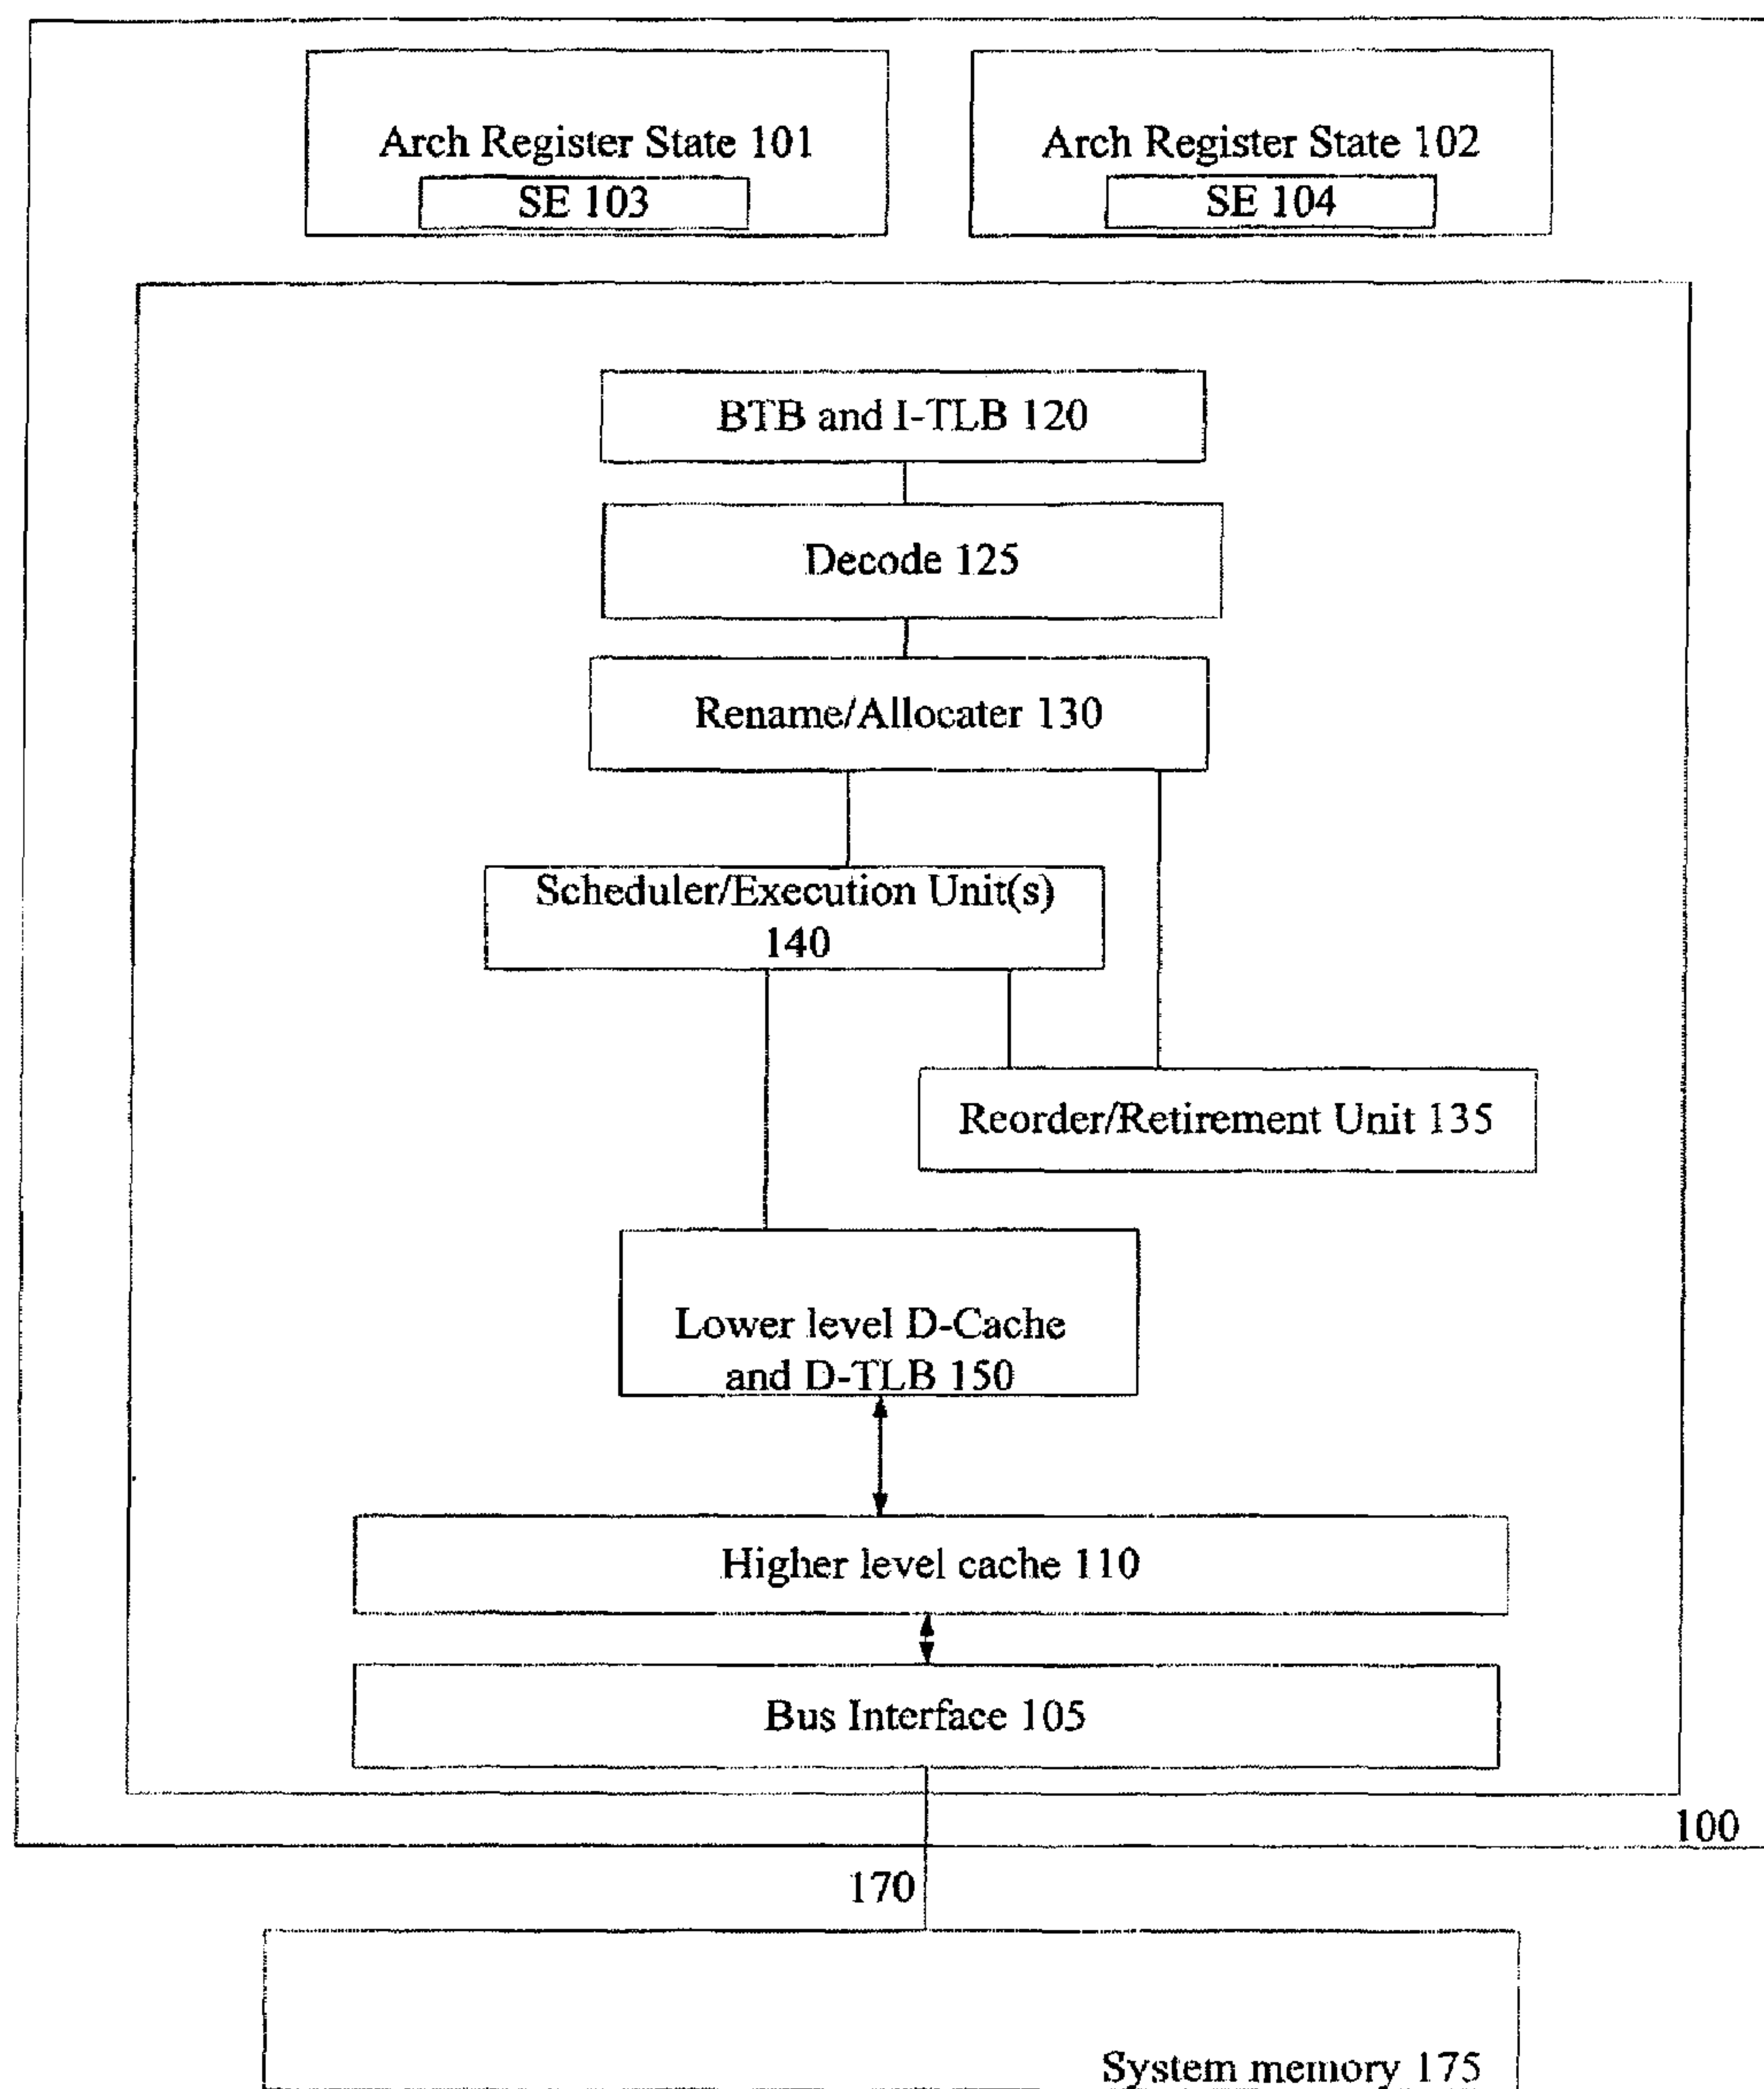 Arch Register State 101
SE 103
Arch Register State 102
SE 104
BTB and I-TLB 120
Decode 125
Rename/Allocater 130
Scheduler/Execution Unit(s)
140
Reorder/Retirement Unit 135
Lower level D-Cache
and D-TLB 150
Higher level cache 110
Bus Interface 105
100
170
System memory 175